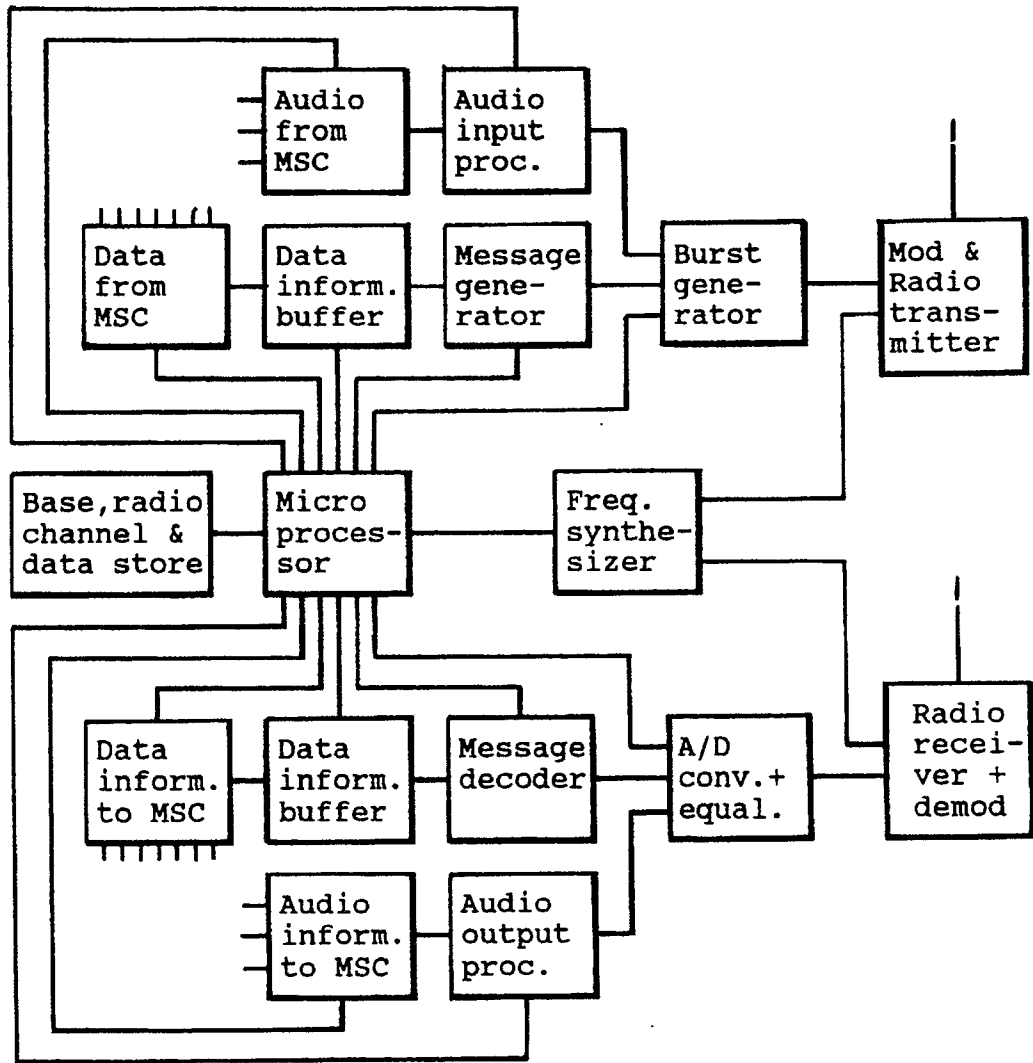 Audio
from
MSC
Audio
input
proc.
Data
from
MSC
Data
inform.
buffer
Message
gene-
rator
Burst
gene-
rator
Mod &
Radio
trans-
mitter
Base,radio
channel &
data store
Micro
proces-
sor
Freq.
synthe-
sizer
Data
inform.
to MSC
Data
inform.
buffer
Message
decoder
A/D
conv.+
equal.
Radio
recei-
ver +
demod
Audio
inform.
to MSC
Audio
output
proc.